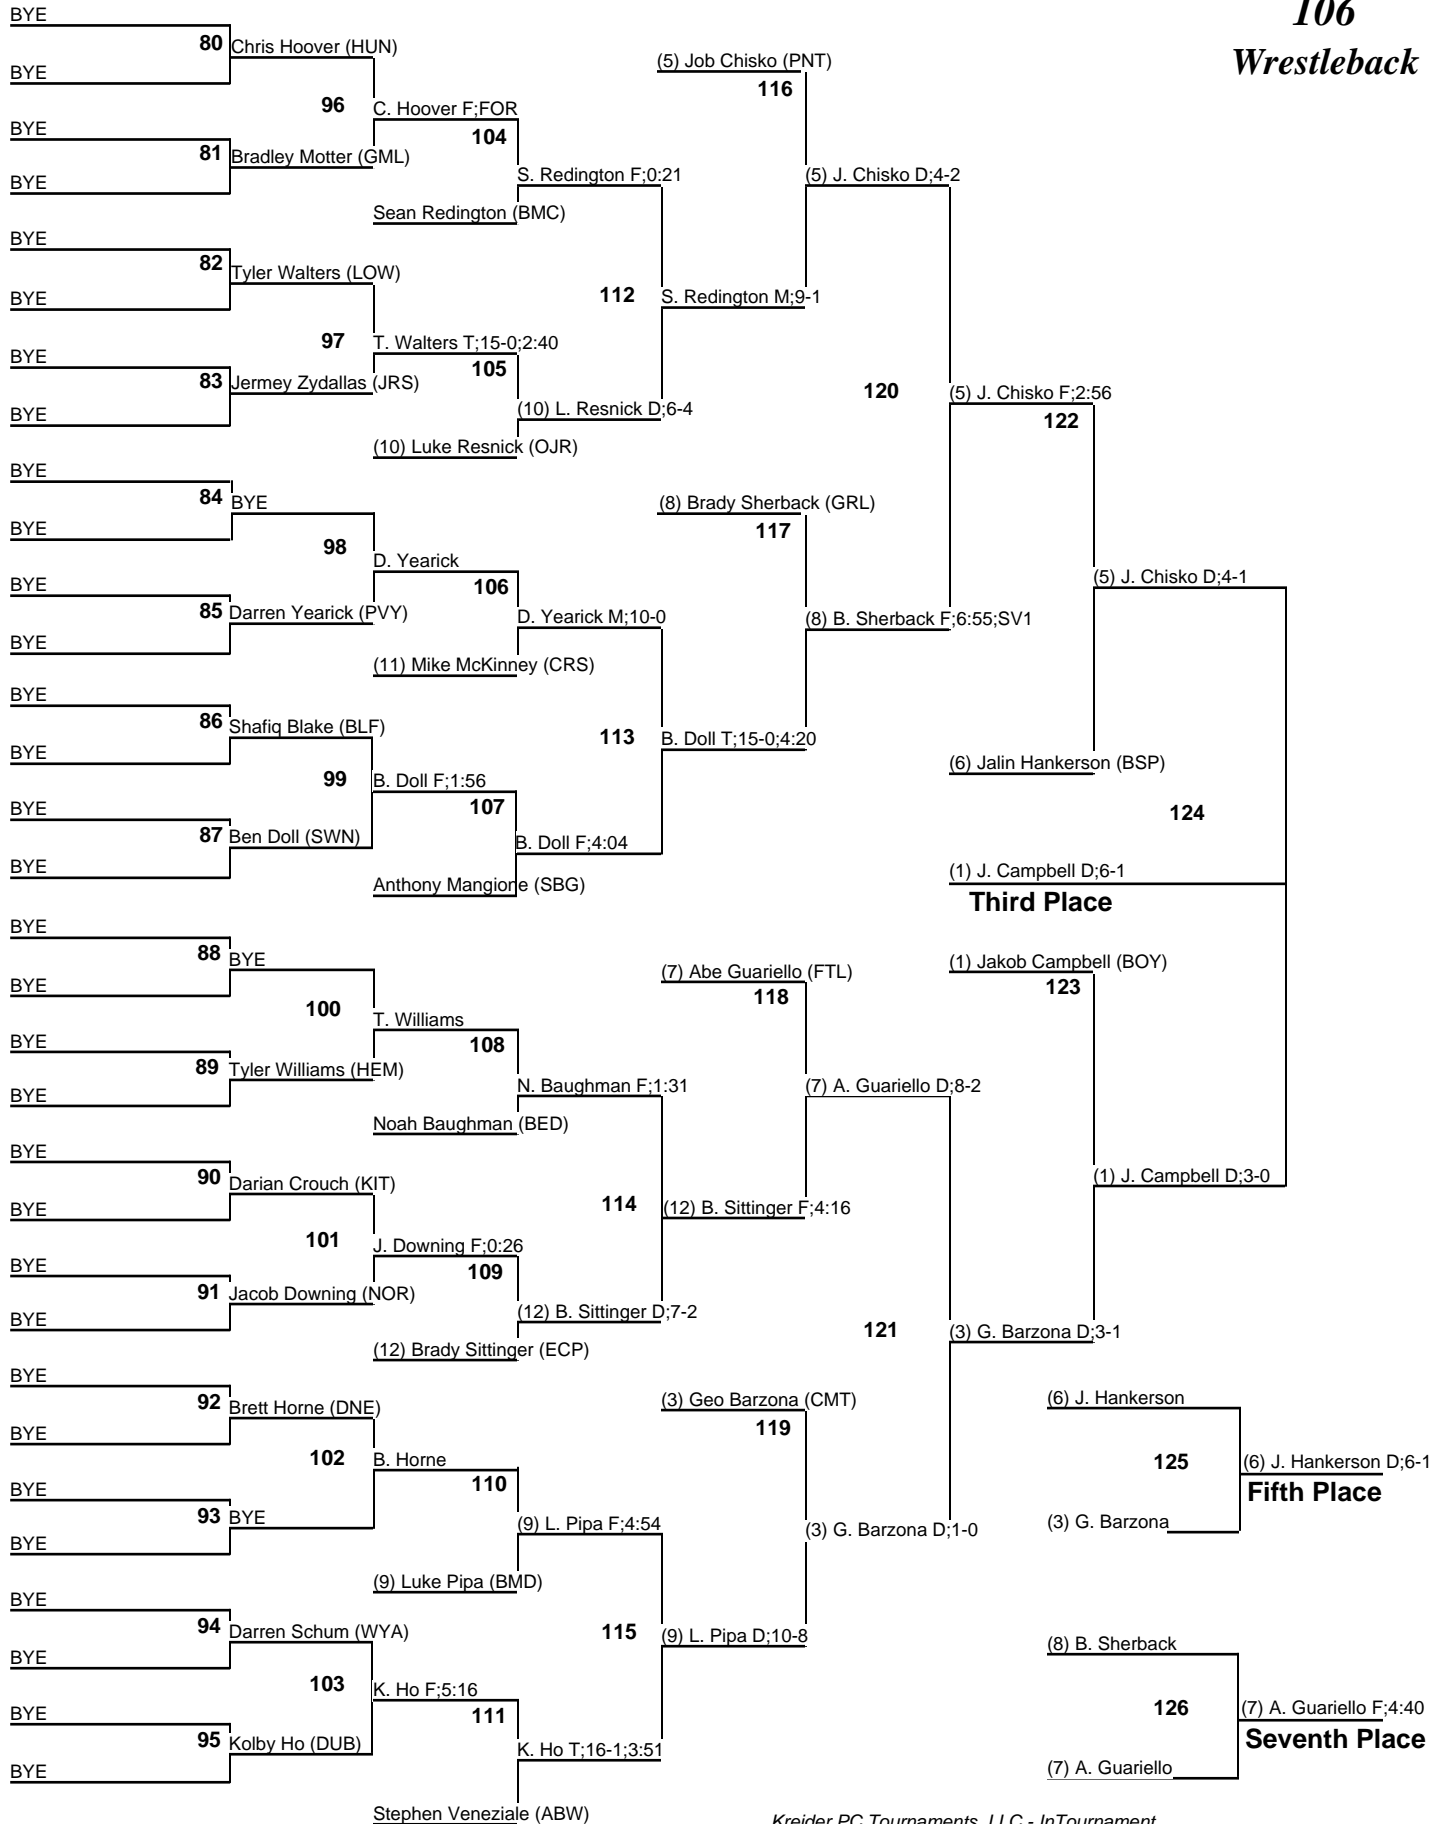 106
Wrestleback
BYE
80 Chris Hoover (HUN)
BYE
96
C. Hoover F;FOR
BYE
104
81 Bradley Motter (GML)
BYE
S. Redington F;0:21
Sean Redington (BMC)
BYE
82 Tyler Walters (LOW)
BYE
112
S. Redington M;9-1
97
T. Walters T;15-0;2:40
BYE
105
83 Jermey Zydallas (JRS)
BYE
(10) L. Resnick D;6-4
(10) Luke Resnick (OJR)
(5) Job Chisko (PNT)
116
(5) J. Chisko D;4-2
120
(5) J. Chisko F;2:56
122
BYE
84 BYE
BYE
98
D. Yearick
BYE
106
85 Darren Yearick (PVY)
BYE
D. Yearick M;10-0
(11) Mike McKinney (CRS)
BYE
86 Shafiq Blake (BLF)
BYE
113
B. Doll T;15-0;4:20
99
B. Doll F;1:56
BYE
107
87 Ben Doll (SWN)
BYE
B. Doll F;4:04
Anthony Mangione (SBG)
(8) Brady Sherback (GRL)
117
(8) B. Sherback F;6:55;SV1
(5) J. Chisko D;4-1
(6) Jalin Hankerson (BSP)
124
(1) J. Campbell D;6-1
Third Place
BYE
88 BYE
BYE
100
T. Williams
BYE
108
89 Tyler Williams (HEM)
BYE
N. Baughman F;1:31
Noah Baughman (BED)
BYE
90 Darian Crouch (KIT)
BYE
114
(12) B. Sittinger F;4:16
101
J. Downing F;0:26
BYE
109
91 Jacob Downing (NOR)
BYE
(12) B. Sittinger D;7-2
(12) Brady Sittinger (ECP)
(7) Abe Guariello (FTL)
118
(7) A. Guariello D;8-2
(1) Jakob Campbell (BOY)
123
(1) J. Campbell D;3-0
121
(3) G. Barzona D;3-1
BYE
92 Brett Horne (DNE)
BYE
102
B. Horne
BYE
110
93 BYE
BYE
(9) L. Pipa F;4:54
(9) Luke Pipa (BMD)
BYE
94 Darren Schum (WYA)
BYE
115
(9) L. Pipa D;10-8
103
K. Ho F;5:16
BYE
111
95 Kolby Ho (DUB)
BYE
K. Ho T;16-1;3:51
Stephen Veneziale (ABW)
(3) Geo Barzona (CMT)
119
(3) G. Barzona D;1-0
(6) J. Hankerson
125
(6) J. Hankerson D;6-1
Fifth Place
(3) G. Barzona
(8) B. Sherback
126
(7) A. Guariello F;4:40
Seventh Place
(7) A. Guariello
Kreider PC Tournaments, LLC - InTournament